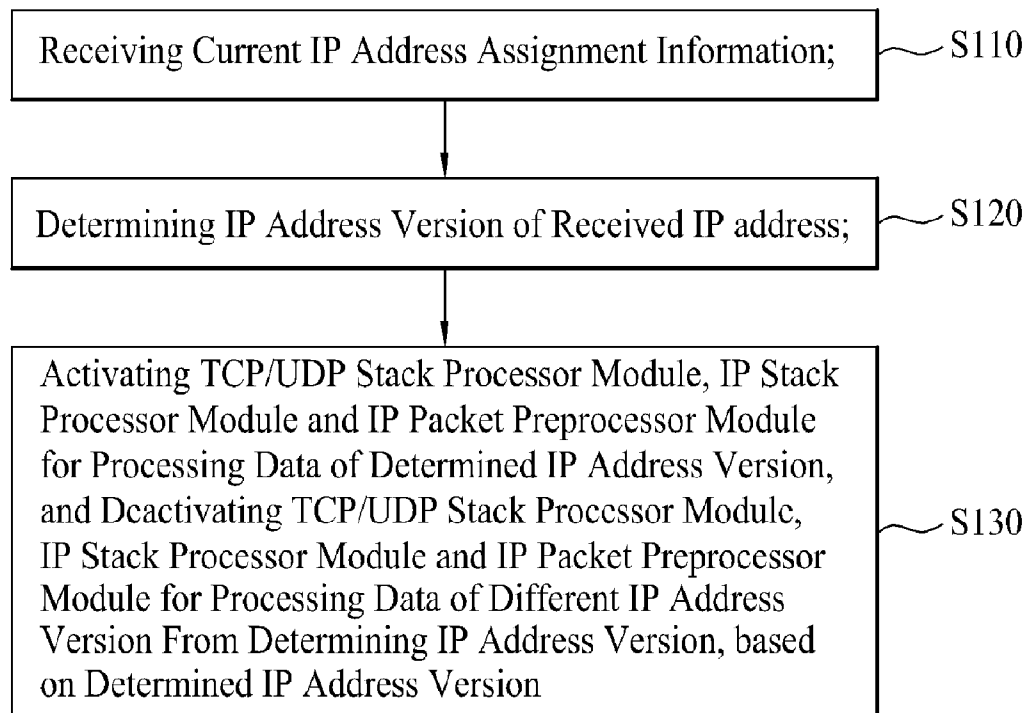 Receiving Current IP Address Assignment Information;
S110
Determining IP Address Version of Received IP address;
S120
Activating TCP/UDP Stack Processor Module, IP Stack
Processor Module and IP Packet Preprocessor Module
for Processing Data of Determined IP Address Version,
and Deactivating TCP/UDP Stack Processor Module,
IP Stack Processor Module and IP Packet Preprocessor
Module for Processing Data of Different IP Address
Version From Determining IP Address Version, based
on Determined IP Address Version
S130